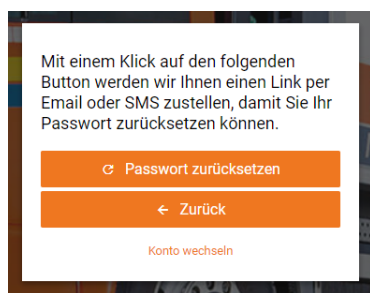 Mit einem Klick auf den folgenden
Button werden wir Ihnen einen Link per
Email oder SMS zustellen, damit Sie Ihr
Passwort zurücksetzen können.
Passwort zurücksetzen
Zurück
Konto wechseln